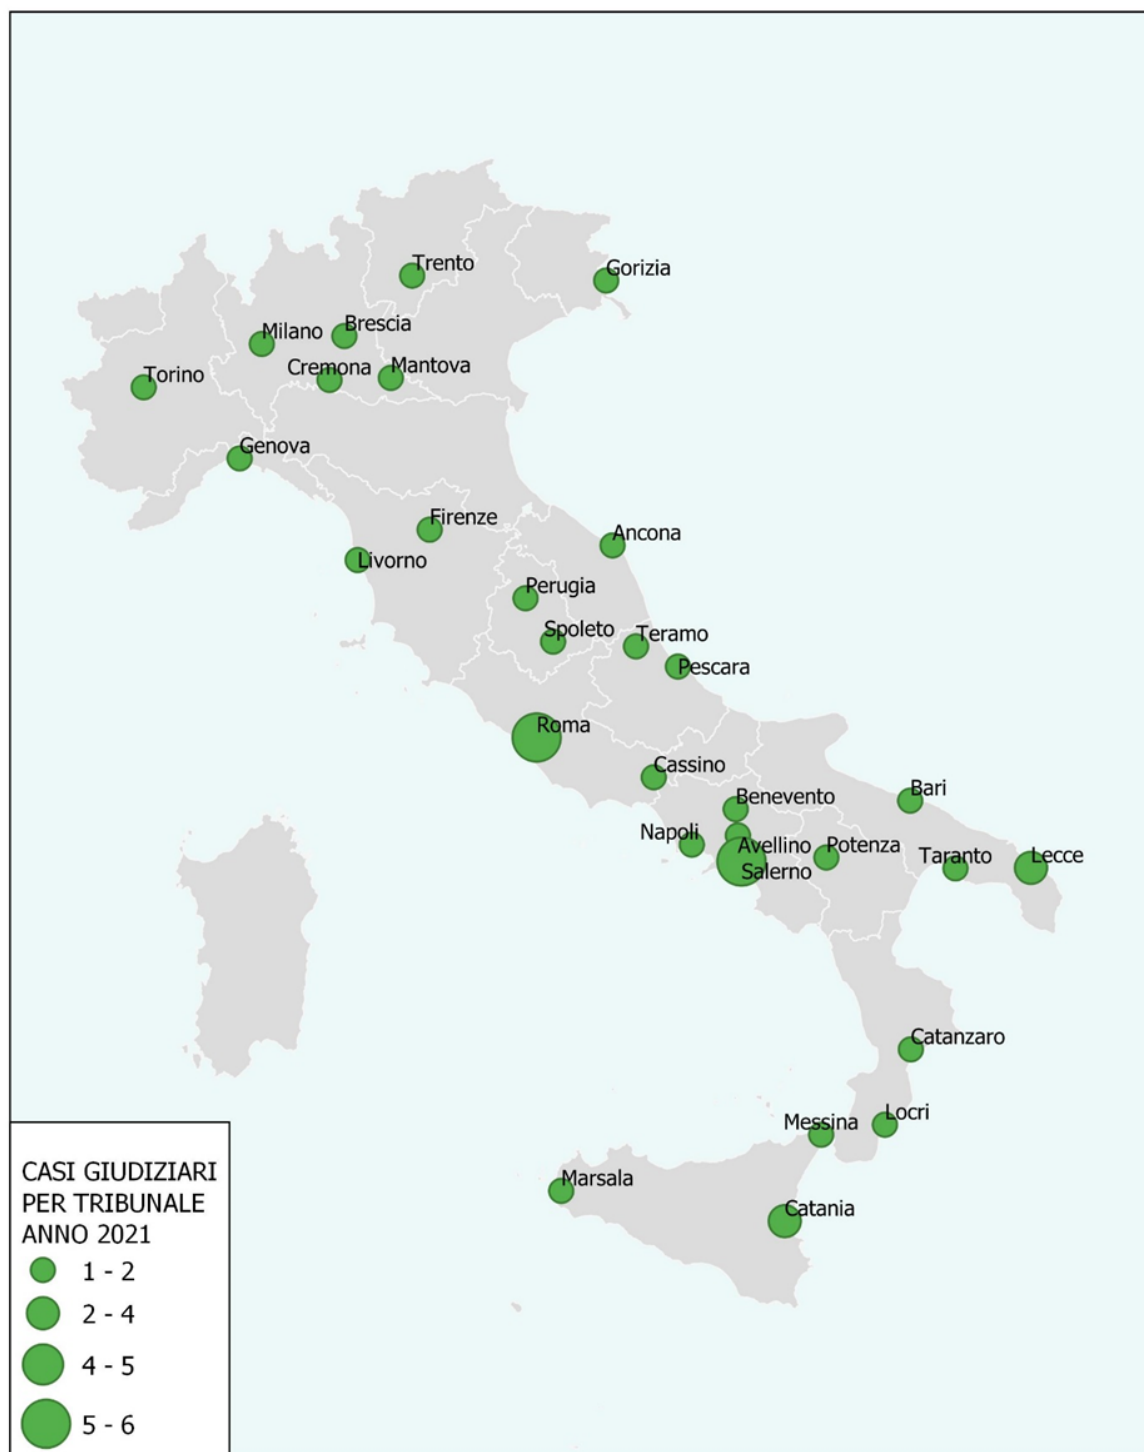 Trento
Gorizia
Milano
Brescia
Cremona
Mantova
Torino
Genova
Firenze
Livorno
Ancona
Perugia
Spoleto
Teramo
Pescara
Roma
Cassino
Benevento
Bari
Napoli
Avellino
Potenza
Taranto
Lecce
Salerno
Catanzaro
Locri
Messina
Marsala
Catania
CASI GIUDIZIARI
PER TRIBUNALE
ANNO 2021
1 - 2
2 - 4
4 - 5
5 - 6